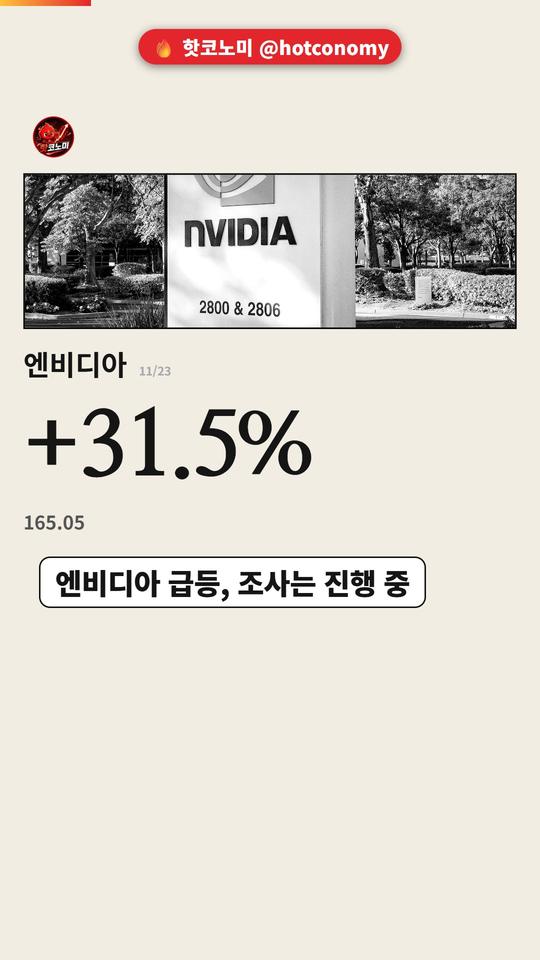 핫코노미 @hotconomy
핫코노미
nVIDIA
2800 & 2806
엔비디아 11/23
+31.5%
165.05
엔비디아 급등, 조사는 진행 중